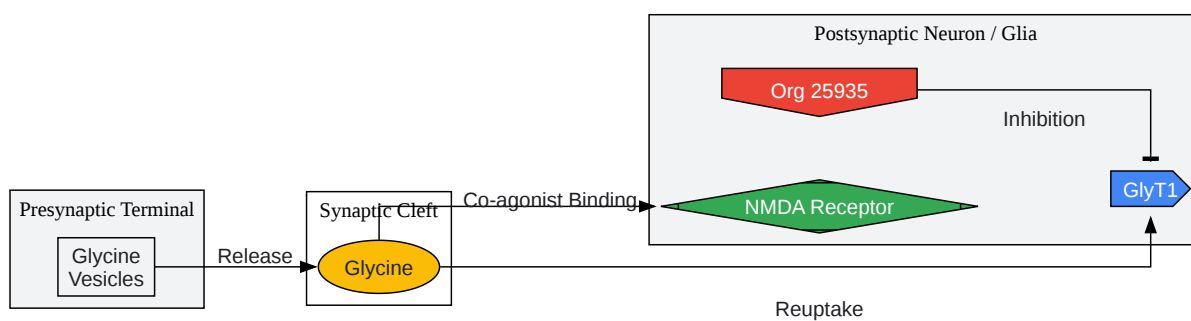 Postsynaptic Neuron / Glia
Org 25935
Inhibition
GlyT1
Presynaptic Terminal
Synaptic Cleft
Co-agonist Binding
NMDA Receptor
Glycine
Vesicles
Release
Glycine
Reuptake